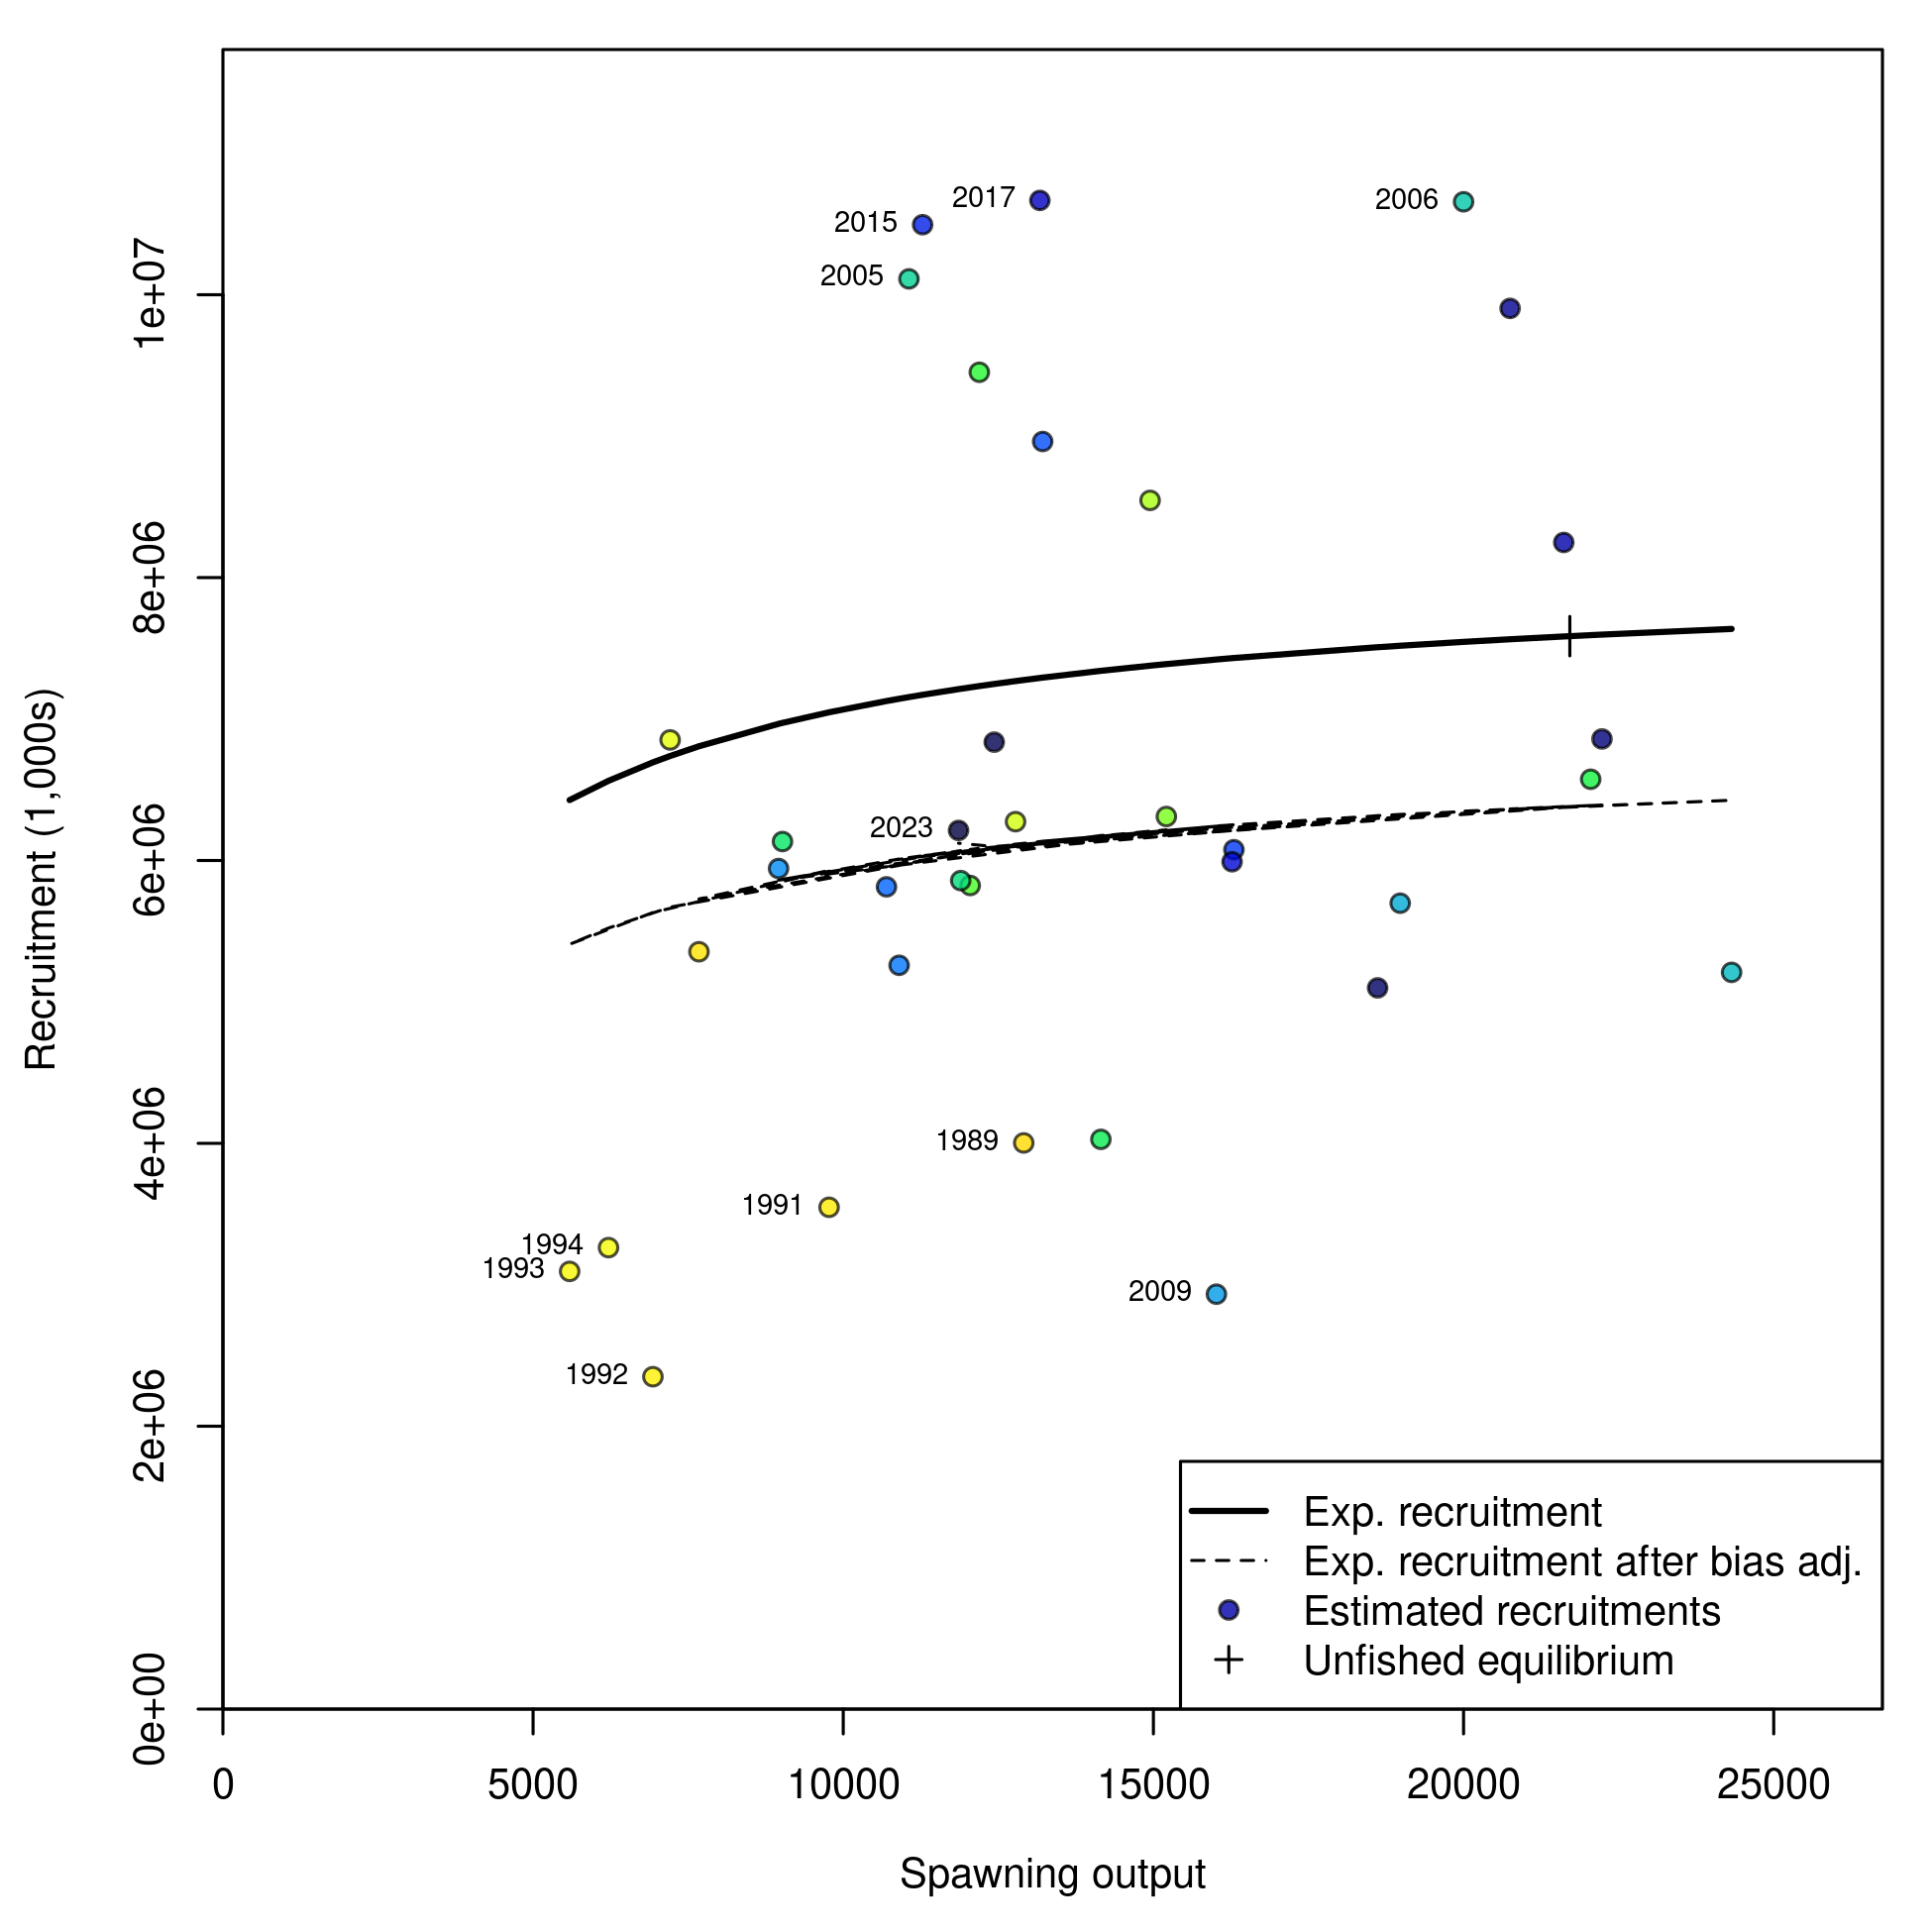 2017
2006
2015
2005
1e+07
8e+06
Recruitment (1,000s)
2023
6e+06
4e+06
1989
1991
1994
1993
2009
1992
2e+06
Exp. recruitment
Exp. recruitment after bias adj.
Estimated recruitments
Unfished equilibrium
0e+00
0 5000 10000 15000 20000 25000
Spawning output